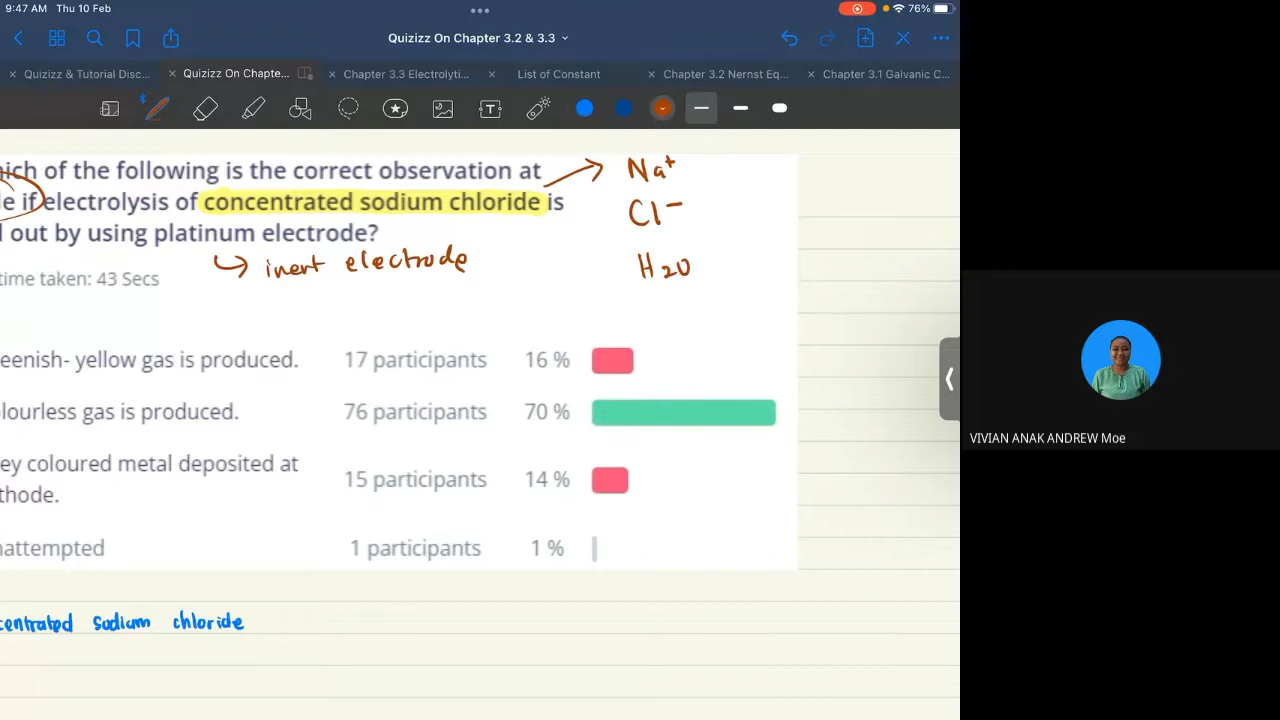 9:47 AM Thu 10 Feb
76%
Quizizz On Chapter 3.2 & 3.3
Quizizz & Tutorial Disc...
Quizizz On Chapte...
Chapter 3.3 Electrolyti...
List of Constant
Chapter 3.2 Nernst Eq...
Chapter 3.1 Galvanic C...
ich of the following is the correct observation at
e if electrolysis of concentrated sodium chloride is
out by using platinum electrode?
Na+
Cl−
H2O
inert electrode
time taken: 43 Secs
eenish- yellow gas is produced. 17 participants 16 %
lourless gas is produced. 76 participants 70 %
ey coloured metal deposited at
thode. 15 participants 14 %
nattempted 1 participants 1 %
centrated sodium chloride
VIVIAN ANAK ANDREW Moe